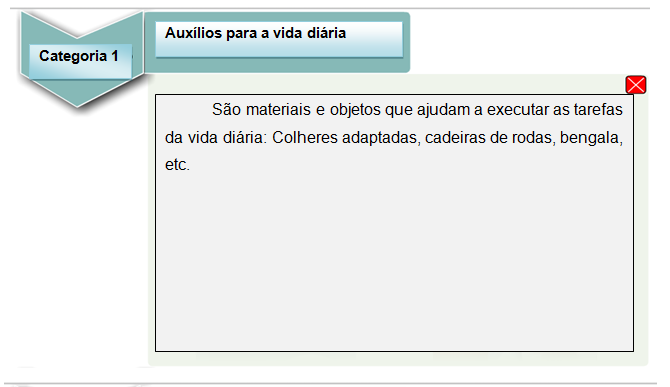 Auxílios para a vida diária
Categoria 1
São materiais e objetos que ajudam a executar as tarefas
da vida diária: Colheres adaptadas, cadeiras de rodas, bengala,
etc.